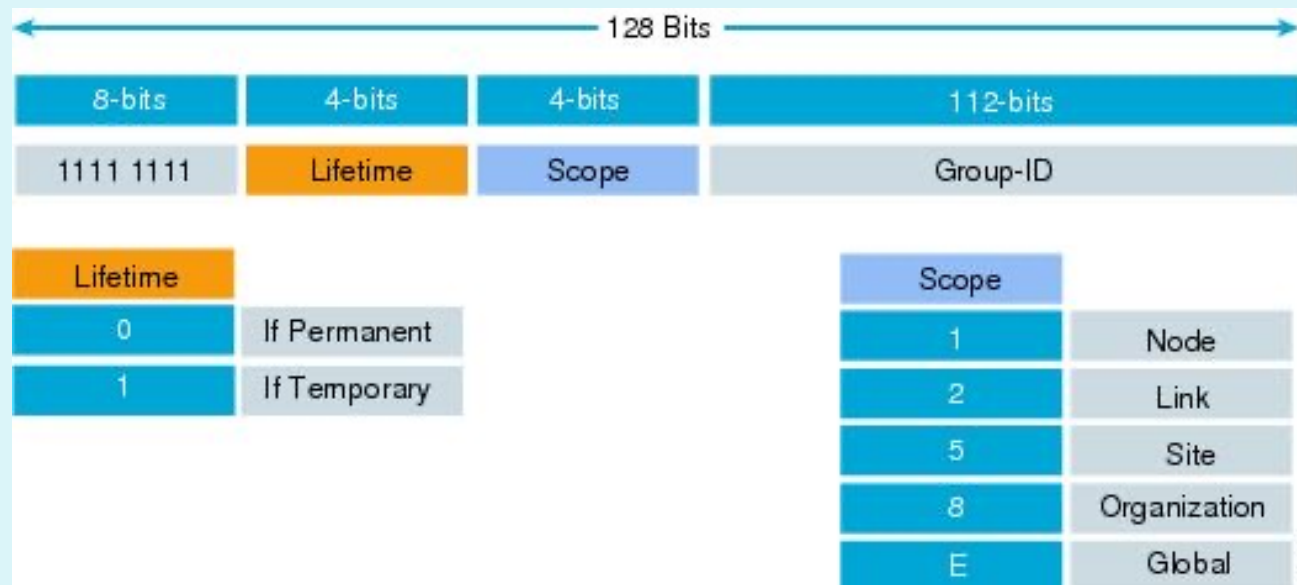 128 Bits
8-bits 4-bits 4-bits 112-bits
1111 1111 Lifetime Scope Group-ID
Lifetime Scope
0 If Permanent 1 Node
1 If Temporary 2 Link
5 Site
8 Organization
E Global